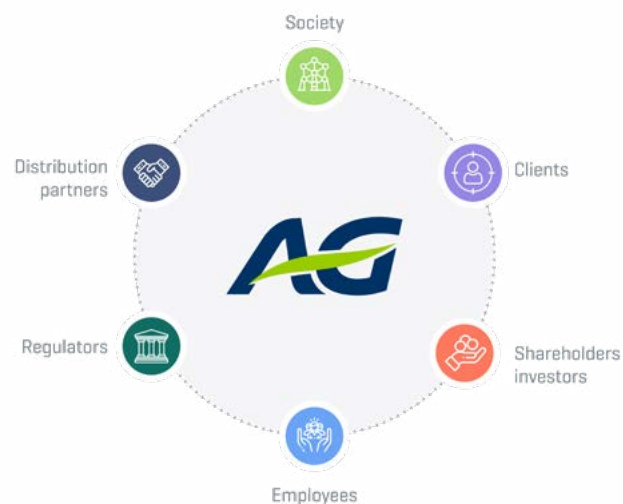 Society
Distribution
partners
Clients
AG
Regulators
Shareholders
investors
Employees